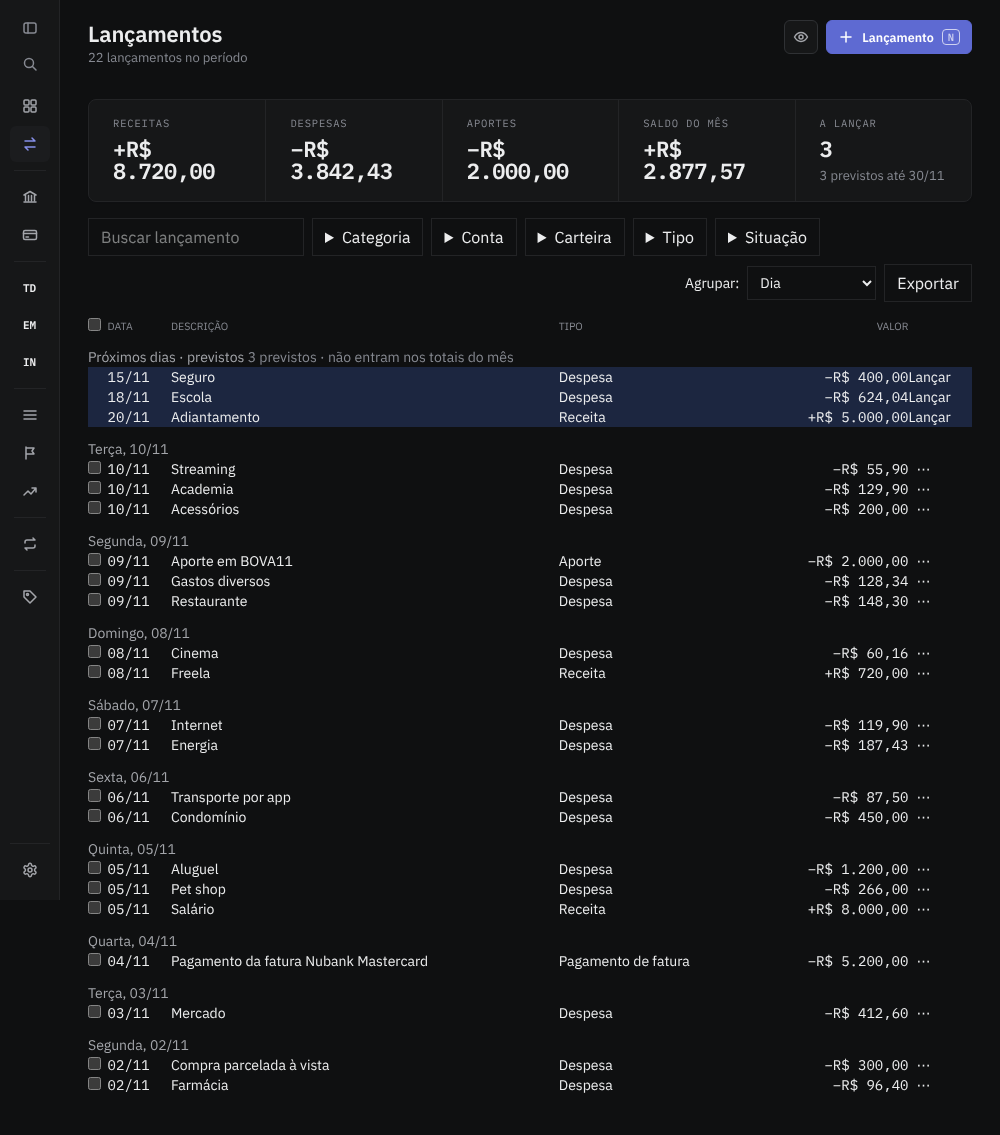 Lançamentos
22 lançamentos no período
Lançamento N
RECEITAS
+R$
8.720,00
DESPESAS
−R$
3.842,43
APORTES
−R$
2.000,00
SALDO DO MÊS
+R$
2.877,57
A LANÇAR
3
3 previstos até 30/11
TD
EM
IN
Buscar lançamento
Categoria
Conta
Carteira
Tipo
Situação
Agrupar: Dia
Exportar
DATA DESCRIÇÃO TIPO VALOR
Próximos dias · previstos 3 previstos · não entram nos totais do mês
15/11 Seguro Despesa −R$ 400,00Lançar
18/11 Escola Despesa −R$ 624,04Lançar
20/11 Adiantamento Receita +R$ 5.000,00Lançar
Terça, 10/11
10/11 Streaming Despesa −R$ 55,90 ⋯
10/11 Academia Despesa −R$ 129,90 ⋯
10/11 Acessórios Despesa −R$ 200,00 ⋯
Segunda, 09/11
09/11 Aporte em BOVA11 Aporte −R$ 2.000,00 ⋯
09/11 Gastos diversos Despesa −R$ 128,34 ⋯
09/11 Restaurante Despesa −R$ 148,30 ⋯
Domingo, 08/11
08/11 Cinema Despesa −R$ 60,16 ⋯
08/11 Freela Receita +R$ 720,00 ⋯
Sábado, 07/11
07/11 Internet Despesa −R$ 119,90 ⋯
07/11 Energia Despesa −R$ 187,43 ⋯
Sexta, 06/11
06/11 Transporte por app Despesa −R$ 87,50 ⋯
06/11 Condomínio Despesa −R$ 450,00 ⋯
Quinta, 05/11
05/11 Aluguel Despesa −R$ 1.200,00 ⋯
05/11 Pet shop Despesa −R$ 266,00 ⋯
05/11 Salário Receita +R$ 8.000,00 ⋯
Quarta, 04/11
04/11 Pagamento da fatura Nubank Mastercard Pagamento de fatura −R$ 5.200,00 ⋯
Terça, 03/11
03/11 Mercado Despesa −R$ 412,60 ⋯
Segunda, 02/11
02/11 Compra parcelada à vista Despesa −R$ 300,00 ⋯
02/11 Farmácia Despesa −R$ 96,40 ⋯